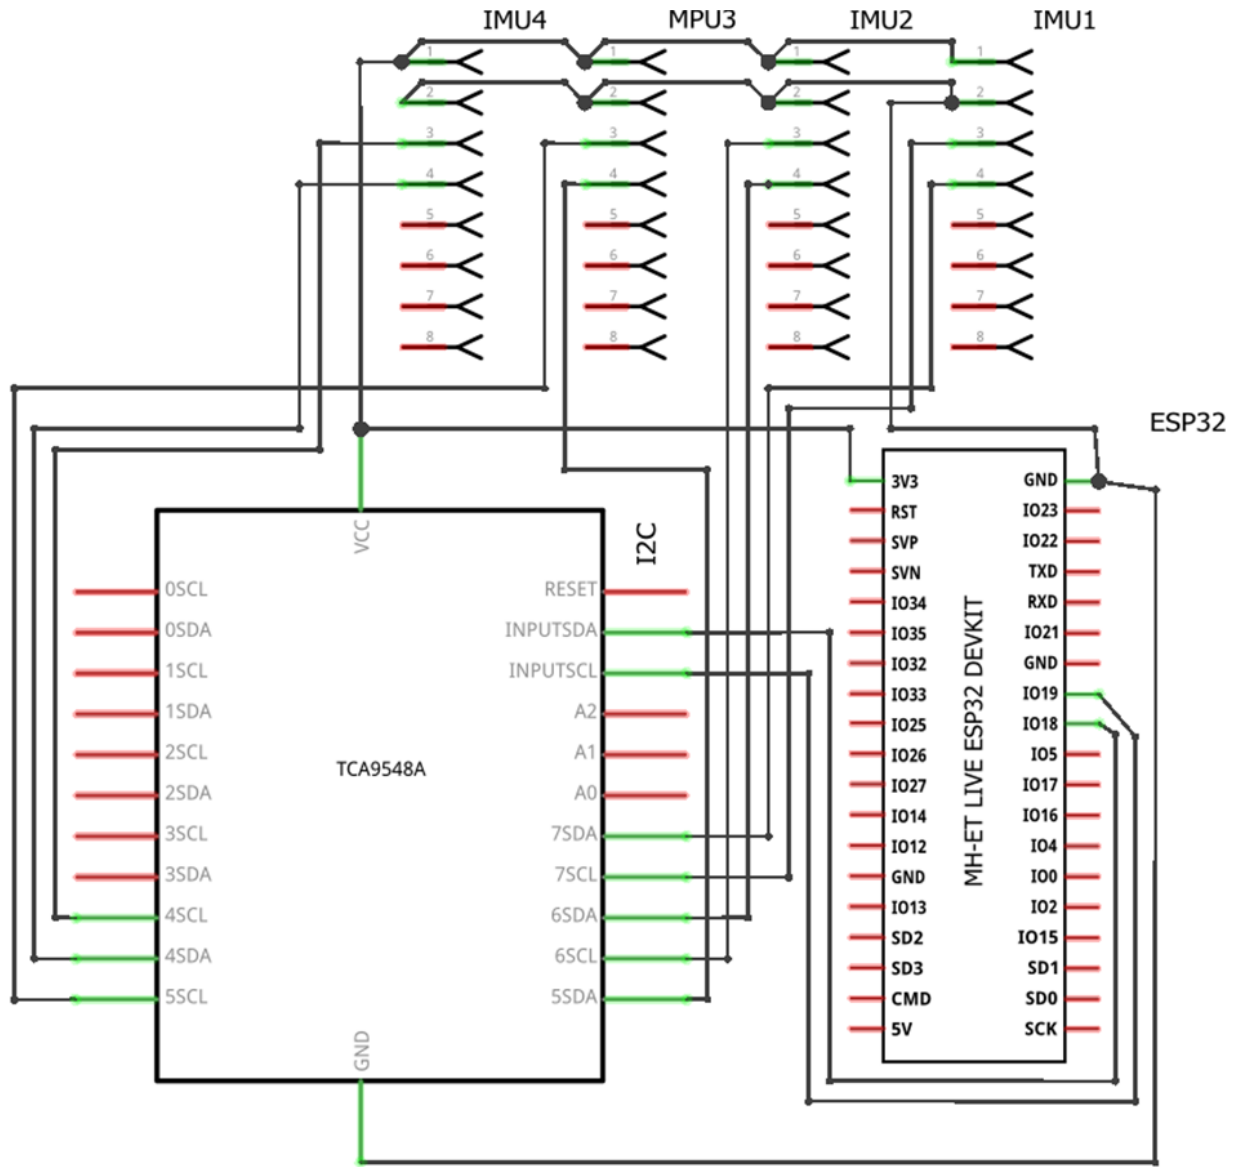 IMU4 MPU3 IMU2 IMU1
1 1 1 1
2 2 2 2
3 3 3 3
4 4 4 4
5 5 5 5
6 6 6 6
7 7 7 7
8 8 8 8
ESP32
I2C
VCC
0SCL RESET
0SDA INPUTSDA
1SCL INPUTSCL
1SDA A2
2SCL A1
2SDA A0
3SCL 7SDA
3SDA 7SCL
4SCL 6SDA
4SDA 6SCL
5SCL 5SDA
TCA9548A
GND
3V3 GND
RST IO23
SVP IO22
SVN TXD
IO34 RXD
IO35 IO21
IO32 GND
IO33 IO19
IO25 IO18
IO26 IO5
IO27 IO17
IO14 IO16
IO12 IO4
GND IO0
IO13 IO2
SD2 IO15
SD3 SD1
CMD SD0
5V SCK
MH-ET LIVE ESP32 DEVKIT